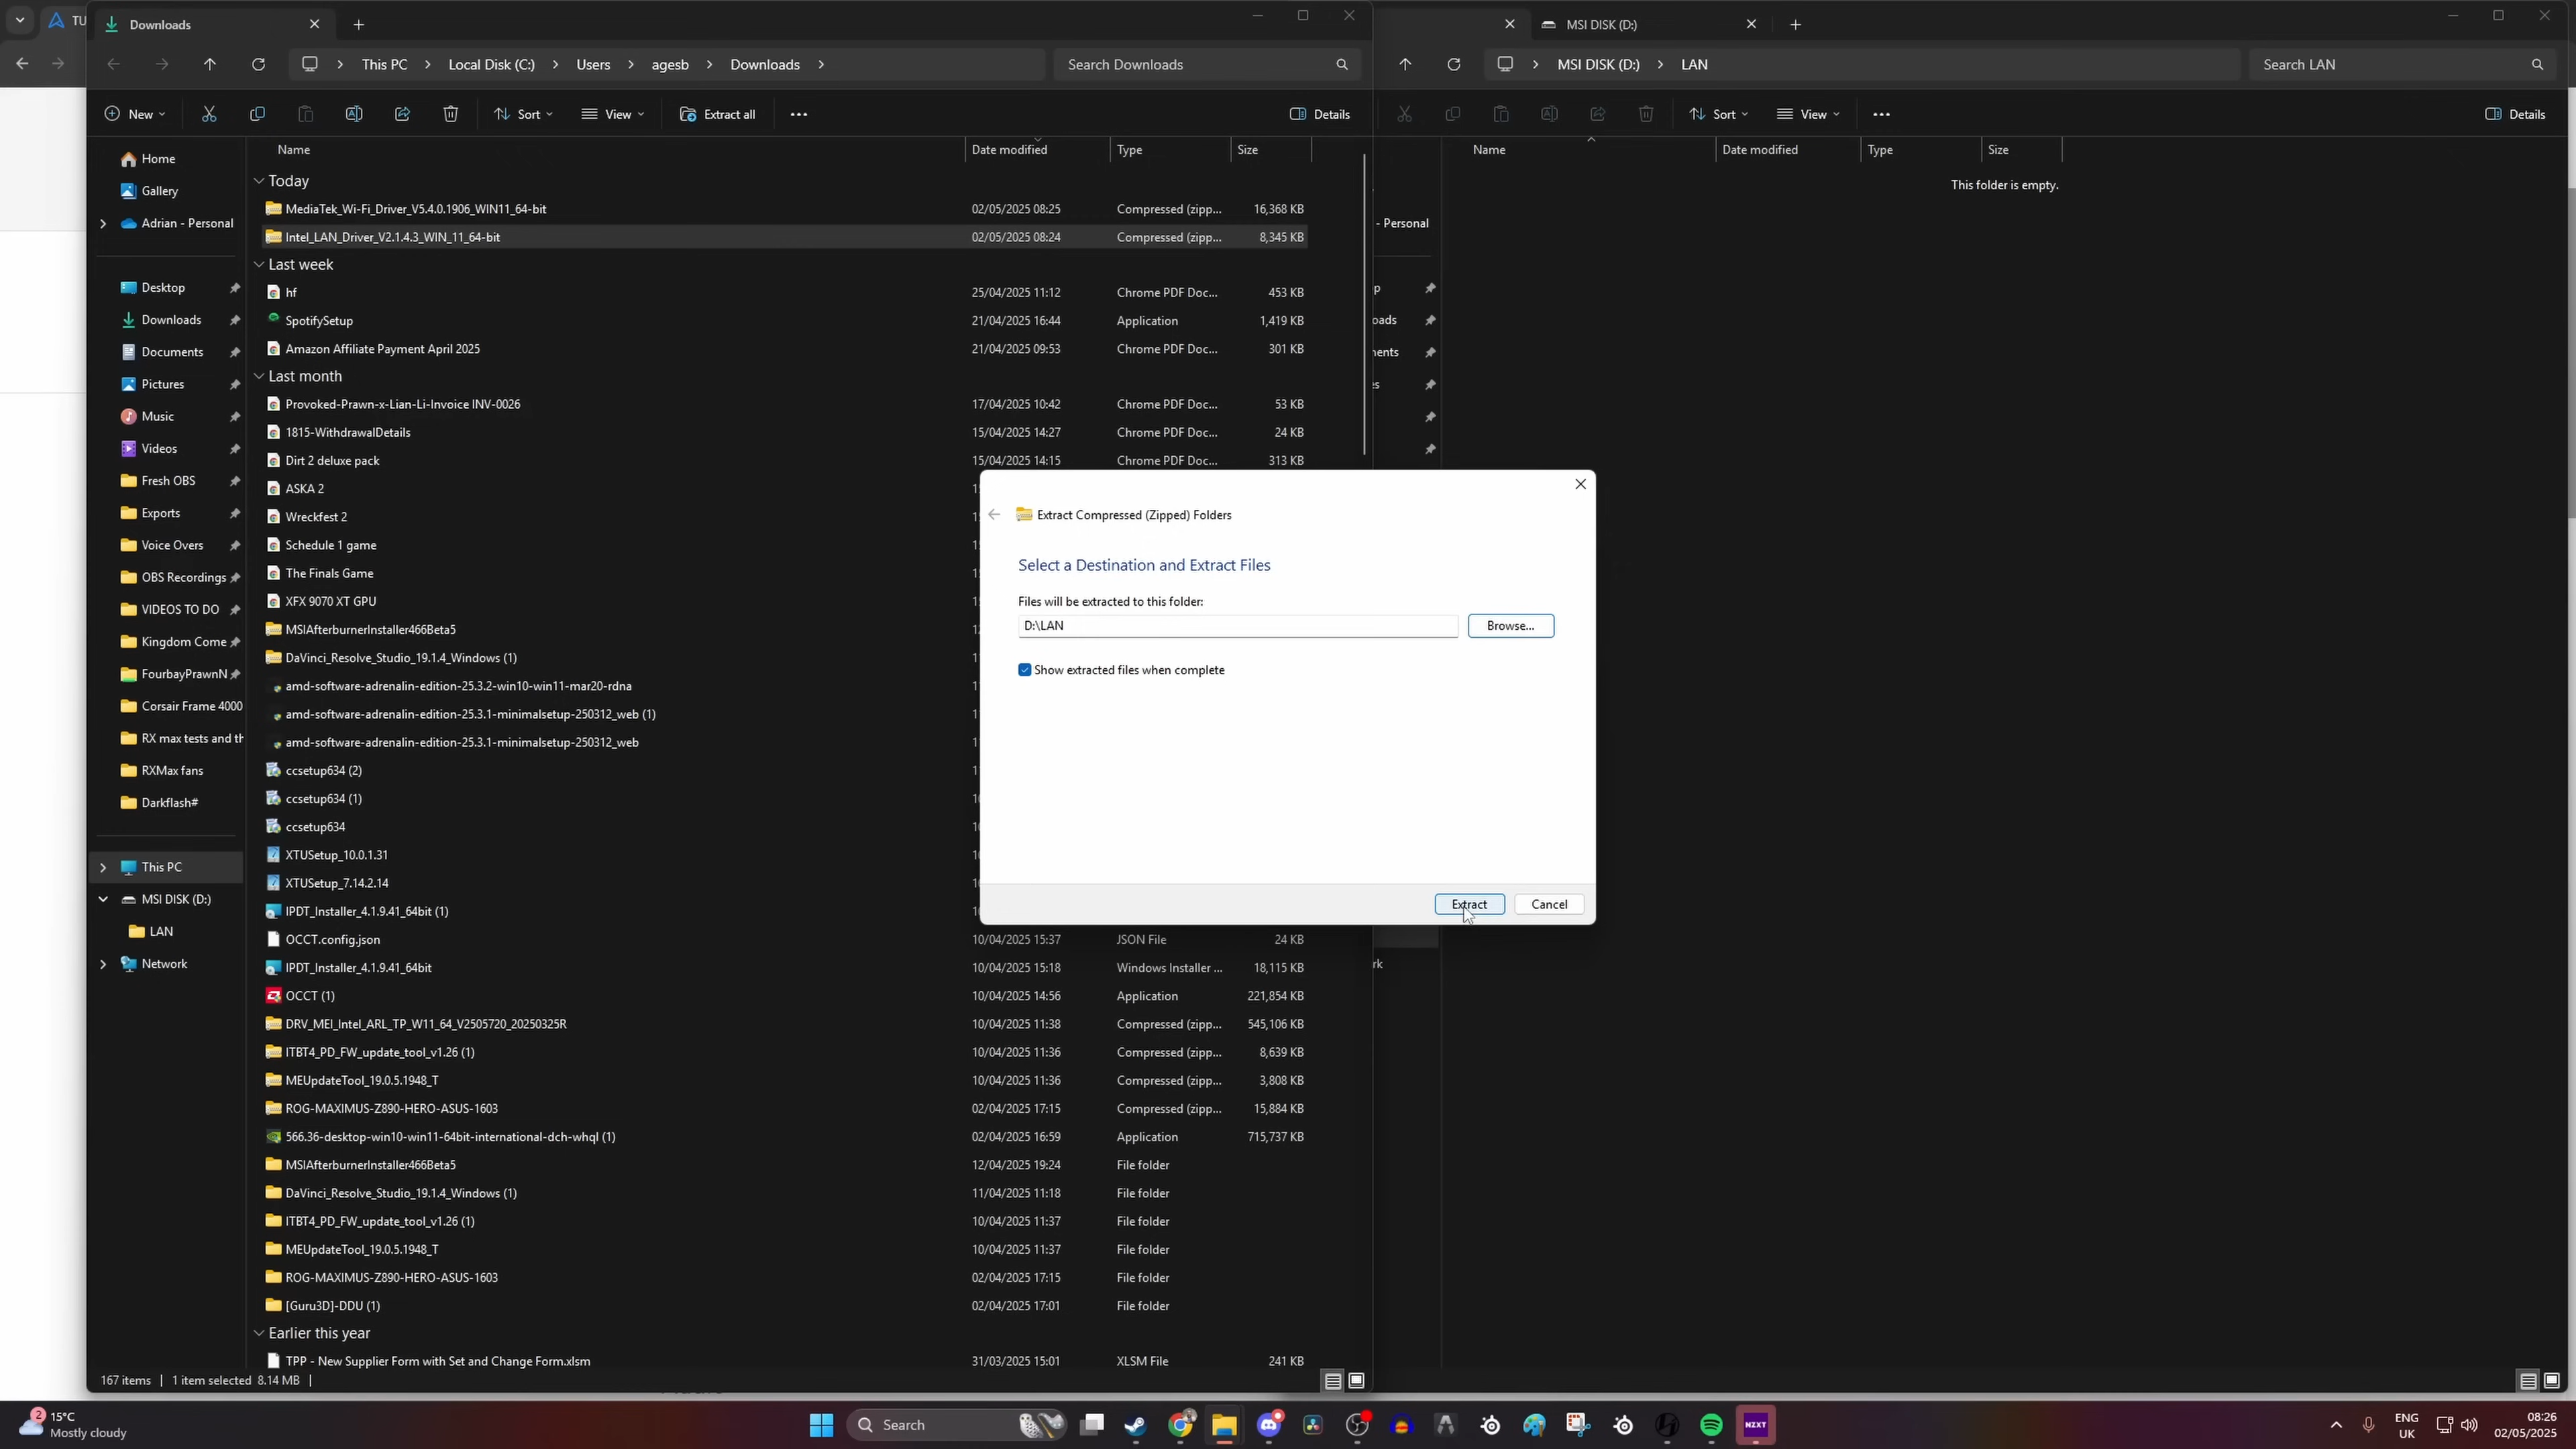 TU
Downloads
MSI DISK (D:)
This PC > Local Disk (C:) > Users > agesb > Downloads >
Search Downloads
MSI DISK (D:) > LAN
Search LAN
New
Sort
View
Extract all
Details
Sort
View
Details
Name Date modified Type Size
Name Date modified Type Size
This folder is empty.
Home
Gallery
Adrian - Personal
Desktop
Downloads
Documents
Pictures
Music
Videos
Fresh OBS
Exports
Voice Overs
OBS Recordings
VIDEOS TO DO
Kingdom Come
FourbayPrawnN
Corsair Frame 4000
RX max tests and th
RXMax fans
Darkflash#
This PC
MSI DISK (D:)
LAN
Network
Today
MediaTek_Wi-Fi_Driver_V5.4.0.1906_WIN11_64-bit 02/05/2025 08:25 Compressed (zipp... 16,368 KB
Intel_LAN_Driver_V2.1.4.3_WIN_11_64-bit 02/05/2025 08:24 Compressed (zipp... 8,345 KB
Last week
hf 25/04/2025 11:12 Chrome PDF Doc... 453 KB
SpotifySetup 21/04/2025 16:44 Application 1,419 KB
Amazon Affiliate Payment April 2025 21/04/2025 09:53 Chrome PDF Doc... 301 KB
Last month
Provoked-Prawn-x-Lian-Li-Invoice INV-0026 17/04/2025 10:42 Chrome PDF Doc... 53 KB
1815-WithdrawalDetails 15/04/2025 14:27 Chrome PDF Doc... 24 KB
Dirt 2 deluxe pack 15/04/2025 14:15 Chrome PDF Doc... 313 KB
ASKA 2
Wreckfest 2
Schedule 1 game
The Finals Game
XFX 9070 XT GPU
MSIAfterburnerInstaller466Beta5
DaVinci_Resolve_Studio_19.1.4_Windows (1)
amd-software-adrenalin-edition-25.3.2-win10-win11-mar20-rdna
amd-software-adrenalin-edition-25.3.1-minimalsetup-250312_web (1)
amd-software-adrenalin-edition-25.3.1-minimalsetup-250312_web
ccsetup634 (2)
ccsetup634 (1)
ccsetup634
XTUSetup_10.0.1.31
XTUSetup_7.14.2.14
IPDT_Installer_4.1.9.41_64bit (1)
OCCT.config.json 10/04/2025 15:37 JSON File 24 KB
IPDT_Installer_4.1.9.41_64bit 10/04/2025 15:18 Windows Installer ... 18,115 KB
OCCT (1) 10/04/2025 14:56 Application 221,854 KB
DRV_MEI_Intel_ARL_TP_W11_64_V2505720_20250325R 10/04/2025 11:38 Compressed (zipp... 545,106 KB
ITBT4_PD_FW_update_tool_v1.26 (1) 10/04/2025 11:36 Compressed (zipp... 8,639 KB
MEUpdateTool_19.0.5.1948_T 10/04/2025 11:36 Compressed (zipp... 3,808 KB
ROG-MAXIMUS-Z890-HERO-ASUS-1603 02/04/2025 17:15 Compressed (zipp... 15,884 KB
566.36-desktop-win10-win11-64bit-international-dch-whql (1) 02/04/2025 16:59 Application 715,737 KB
MSIAfterburnerInstaller466Beta5 12/04/2025 19:24 File folder
DaVinci_Resolve_Studio_19.1.4_Windows (1) 11/04/2025 11:18 File folder
ITBT4_PD_FW_update_tool_v1.26 (1) 10/04/2025 11:37 File folder
MEUpdateTool_19.0.5.1948_T 10/04/2025 11:37 File folder
ROG-MAXIMUS-Z890-HERO-ASUS-1603 02/04/2025 17:15 File folder
[Guru3D]-DDU (1) 02/04/2025 17:01 File folder
Earlier this year
TPP - New Supplier Form with Set and Change Form.xlsm 31/03/2025 15:01 XLSM File 241 KB
167 items | 1 item selected 8.14 MB |
- Personal
p
oads
nents
es
rk
Extract Compressed (Zipped) Folders
Select a Destination and Extract Files
Files will be extracted to this folder:
D:\LAN
Browse...
Show extracted files when complete
Extract
Cancel
2
15°C
Mostly cloudy
Search
NZXT
ENG
UK
08:26
02/05/2025